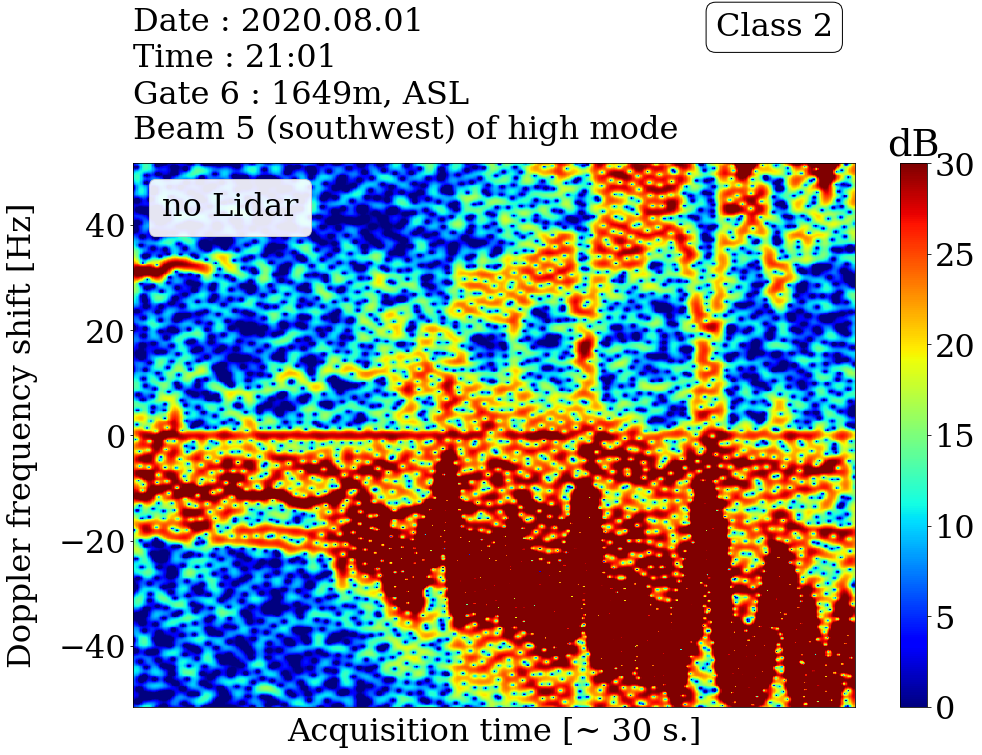 Date : 2020.08.01
Time : 21:01
Gate 6 : 1649m, ASL
Beam 5 (southwest) of high mode
Class 2
dB
no Lidar
Doppler frequency shift [Hz]
40
20
0
−20
−40
30
25
20
15
10
5
0
Acquisition time [~ 30 s.]